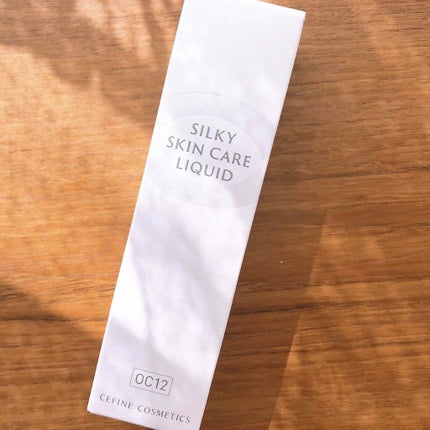 SILKY
SKIN CARE
LIQUID
OC12
CEFINE COSMETICS